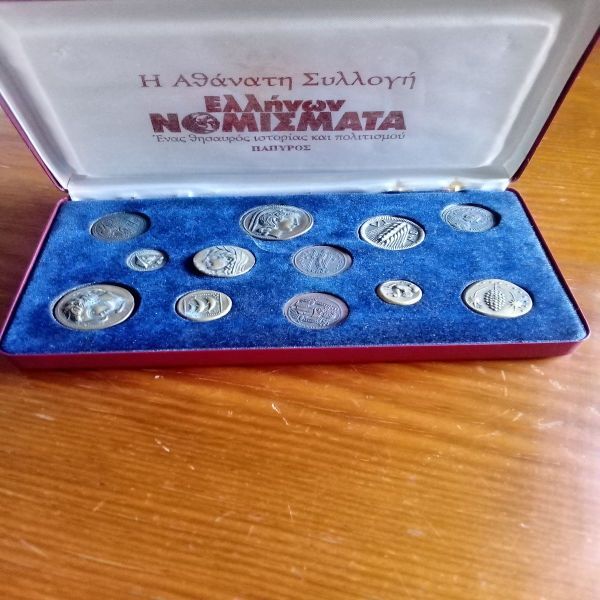 Η Αθάνατη Συλλογή
Ελλήνων
ΝΟΜΙΣΜΑΤΑ
Ένας θησαυρός ιστορίας και πολιτισμού
ΠΑΠΥΡΟΣ